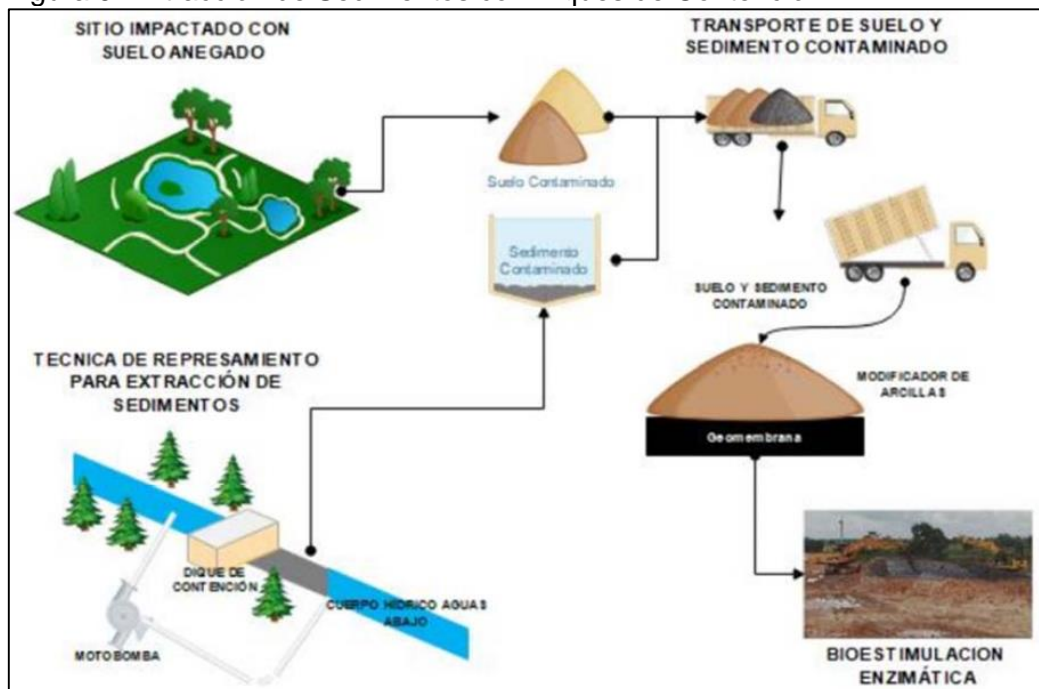 SITIO IMPACTADO CON
SUELO ANEGADO
TRANSPORTE DE SUELO Y
SEDIMENTO CONTAMINADO
Suelo Contaminado
Sedimento
Contaminado
SUELO Y SEDIMENTO
CONTAMINADO
TECNICA DE REPRESAMIENTO
PARA EXTRACCIÓN DE
SEDIMENTOS
MODIFICADOR DE
ARCILLAS
Geomembrana
DIQUE DE
CONTENCIÓN
CUERPO HÍDRICO AGUAS
ABAJO
MOTOBOMBA
BIOESTIMULACION
ENZIMÁTICA